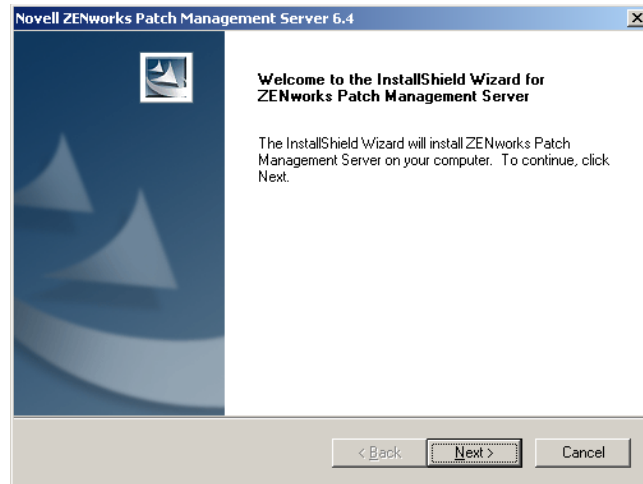 Novell ZENworks Patch Management Server 6.4
Welcome to the InstallShield Wizard for
ZENworks Patch Management Server
The InstallShield Wizard will install ZENworks Patch
Management Server on your computer. To continue, click
Next.
< Back
Next >
Cancel